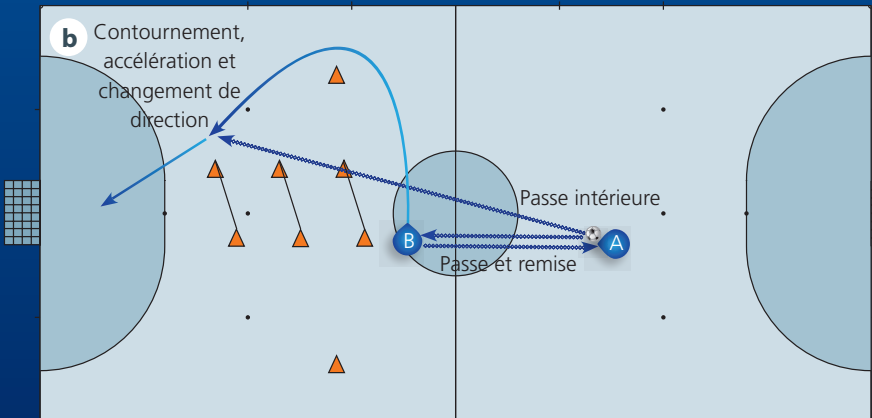 b
Contournement,
accélération et
changement de
direction
Passe intérieure
B
A
Passe et remise